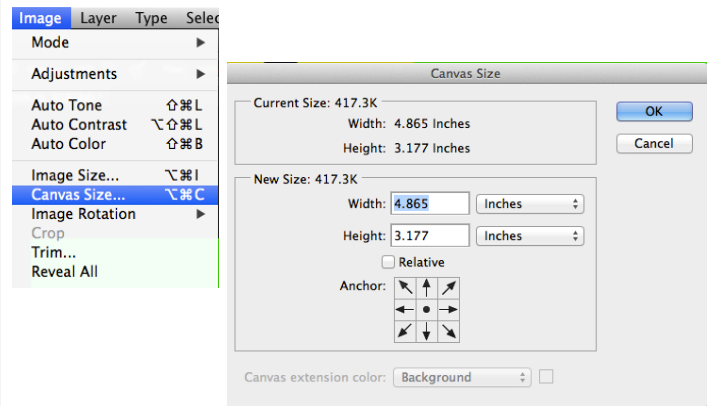 Image Layer Type Selec
Mode
Adjustments
Auto Tone ⇧⌘L
Auto Contrast ⌥⇧⌘L
Auto Color ⇧⌘B
Image Size... ⌥⌘I
Canvas Size... ⌥⌘C
Image Rotation
Crop
Trim...
Reveal All
Canvas Size
Current Size: 417.3K
Width: 4.865 Inches
Height: 3.177 Inches
OK
Cancel
New Size: 417.3K
Width: 4.865 Inches
Height: 3.177 Inches
Relative
Anchor:
Canvas extension color: Background